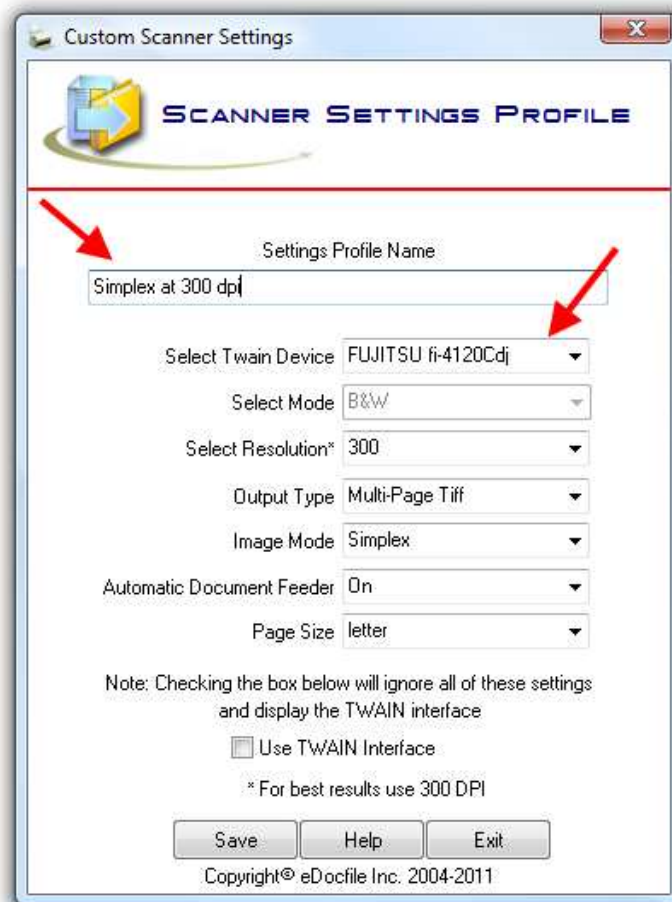 Custom Scanner Settings
SCANNER SETTINGS PROFILE
Settings Profile Name
Simplex at 300 dpi
Select Twain Device FUJITSU fi-4120Cdj
Select Mode B&W
Select Resolution* 300
Output Type Multi-Page Tiff
Image Mode Simplex
Automatic Document Feeder On
Page Size letter
Note: Checking the box below will ignore all of these settings
and display the TWAIN interface
Use TWAIN Interface
* For best results use 300 DPI
Save Help Exit
Copyright© eDocfile Inc. 2004-2011